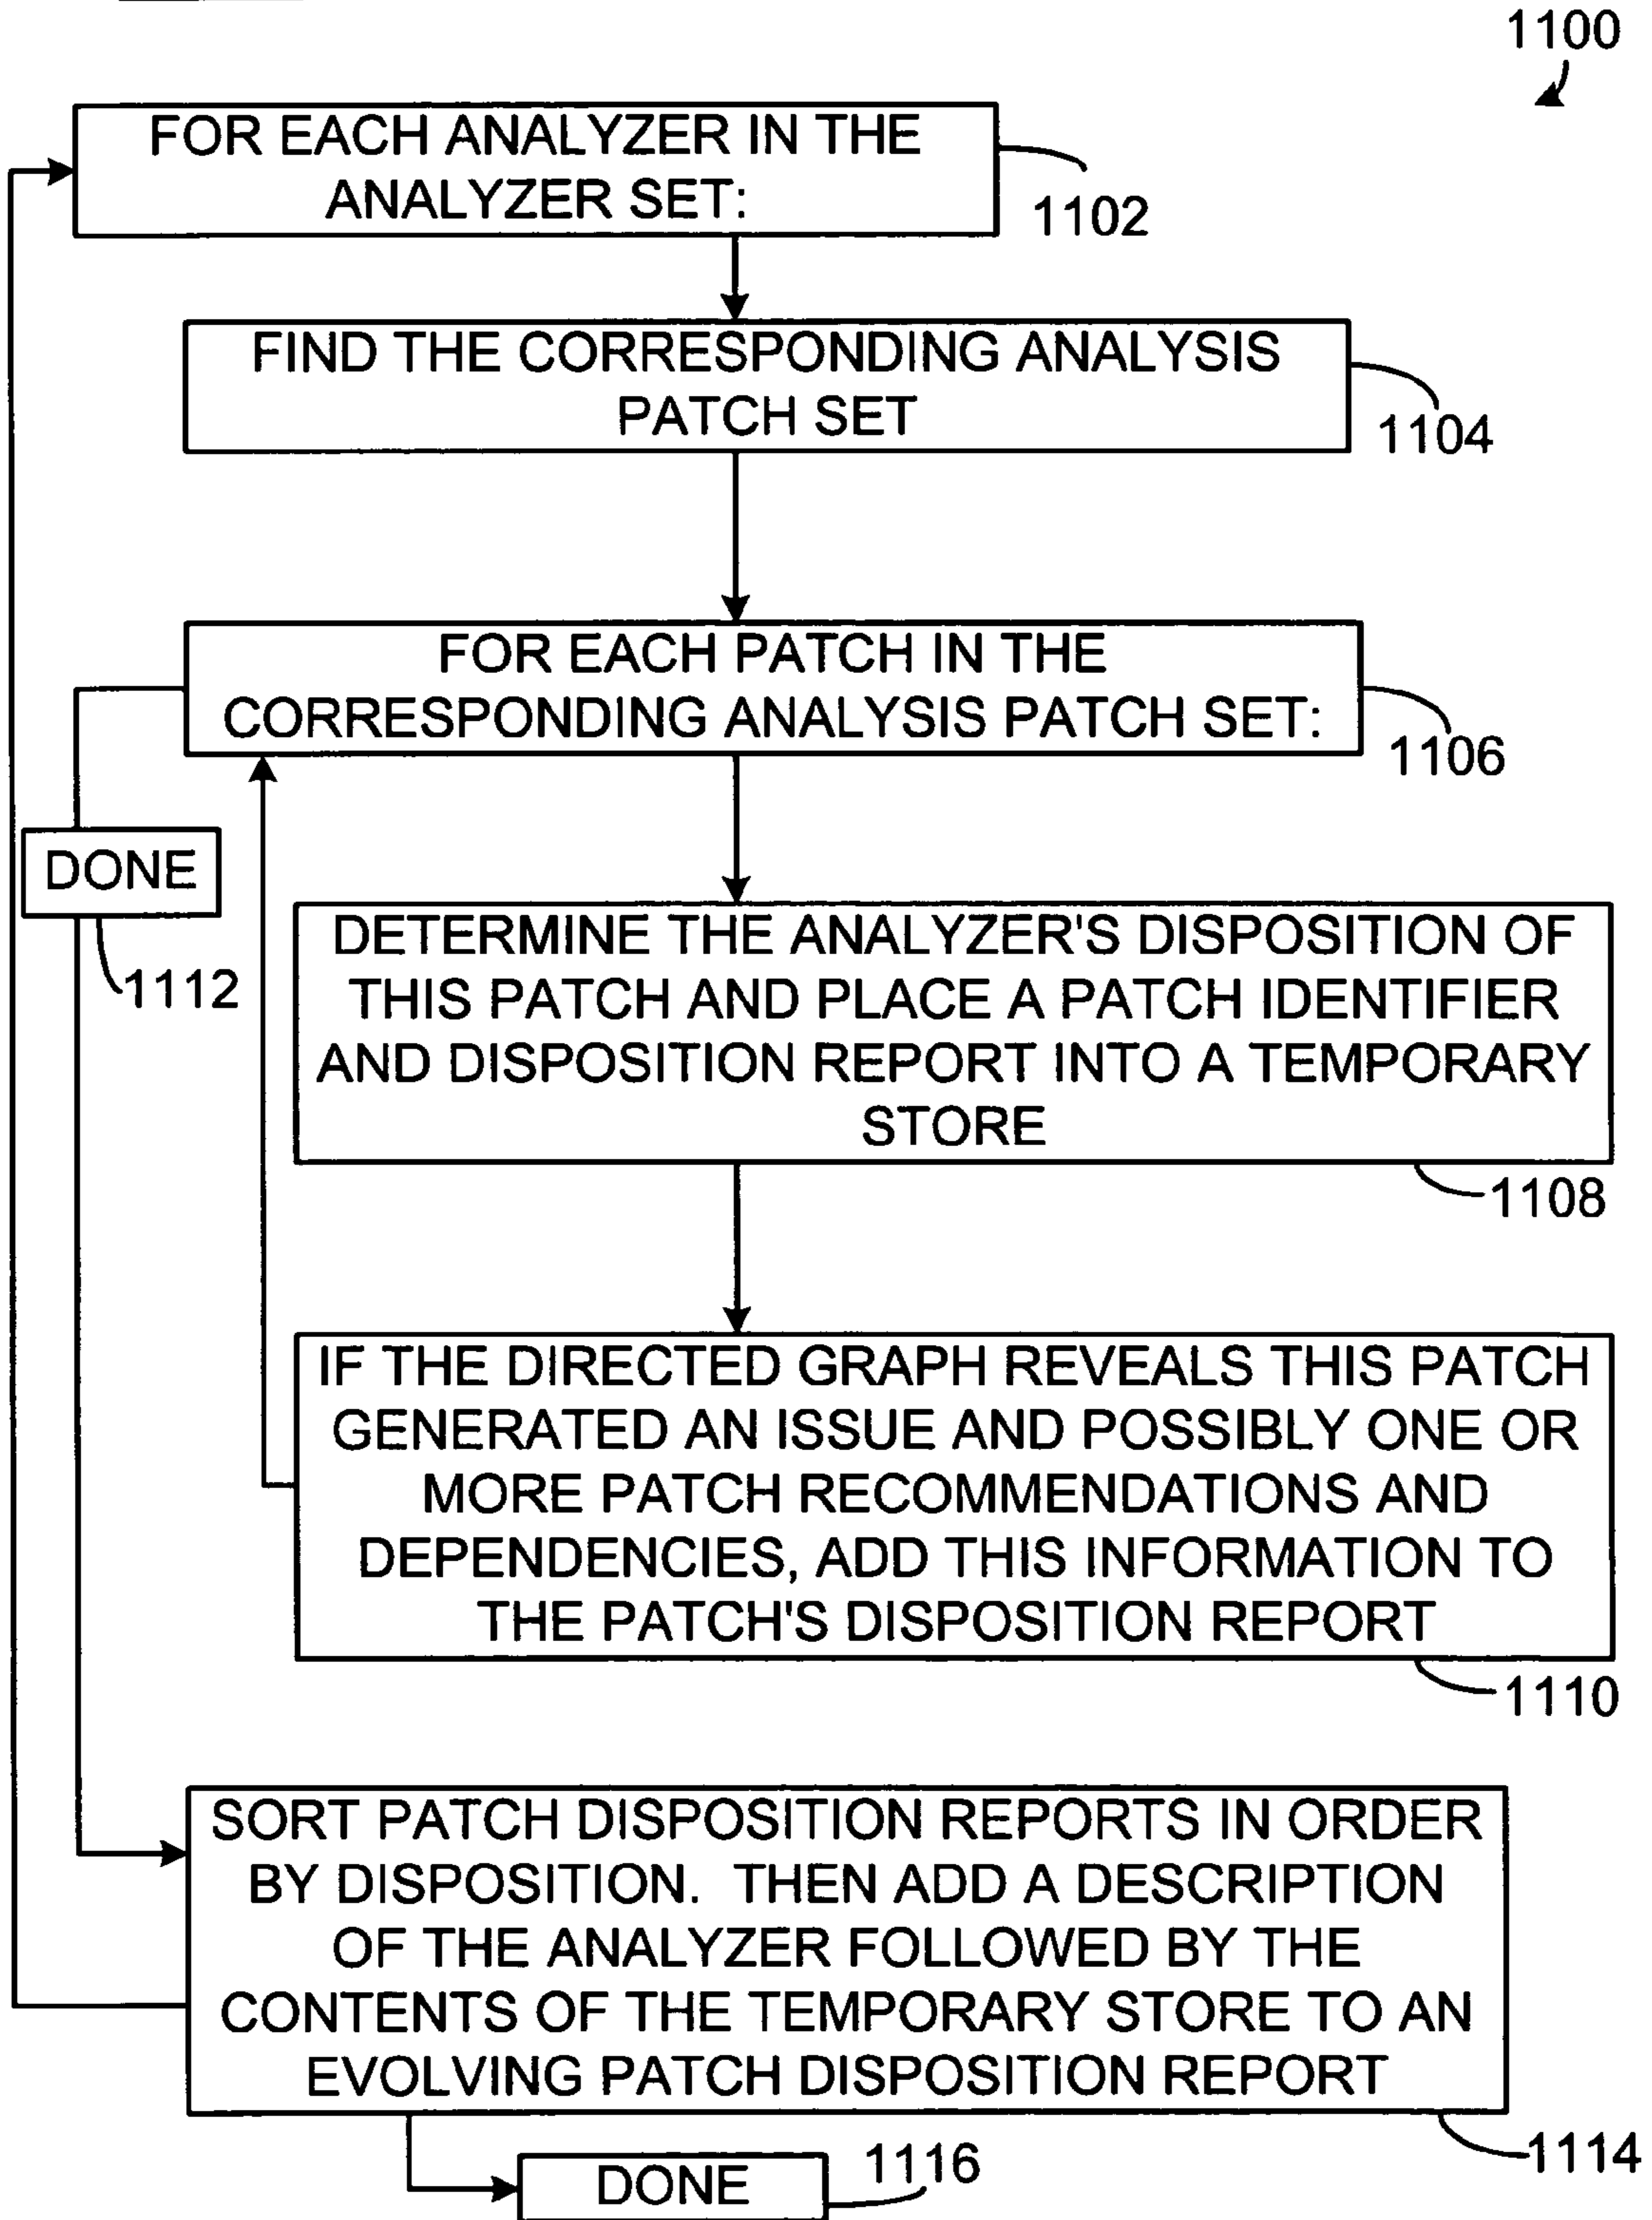 1100
FOR EACH ANALYZER IN THE
ANALYZER SET:
1102
FIND THE CORRESPONDING ANALYSIS
PATCH SET
1104
FOR EACH PATCH IN THE
CORRESPONDING ANALYSIS PATCH SET:
1106
DONE
1112
DETERMINE THE ANALYZER'S DISPOSITION OF
THIS PATCH AND PLACE A PATCH IDENTIFIER
AND DISPOSITION REPORT INTO A TEMPORARY
STORE
1108
IF THE DIRECTED GRAPH REVEALS THIS PATCH
GENERATED AN ISSUE AND POSSIBLY ONE OR
MORE PATCH RECOMMENDATIONS AND
DEPENDENCIES, ADD THIS INFORMATION TO
THE PATCH'S DISPOSITION REPORT
1110
SORT PATCH DISPOSITION REPORTS IN ORDER
BY DISPOSITION. THEN ADD A DESCRIPTION
OF THE ANALYZER FOLLOWED BY THE
CONTENTS OF THE TEMPORARY STORE TO AN
EVOLVING PATCH DISPOSITION REPORT
1114
DONE
1116